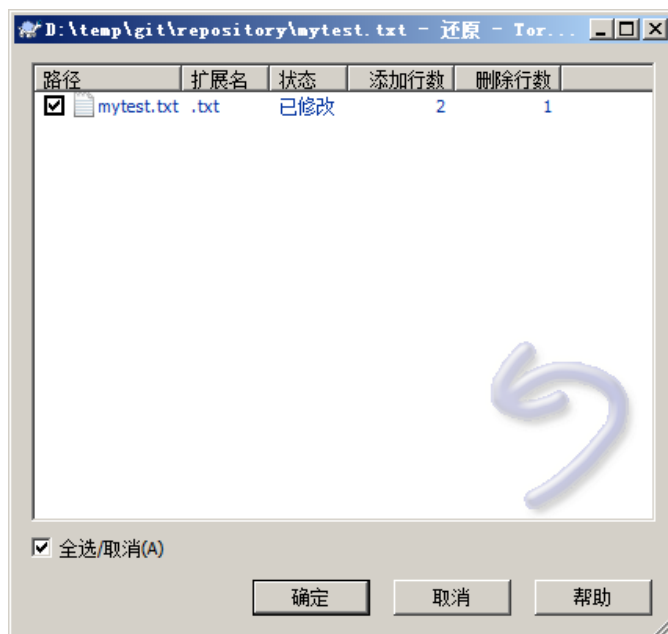 D:\temp\git\repository\mytest.txt - 还原 - Tor...
路径 扩展名 状态 添加行数 删除行数
mytest.txt .txt 已修改 2 1
全选/取消(A)
确定 取消 帮助